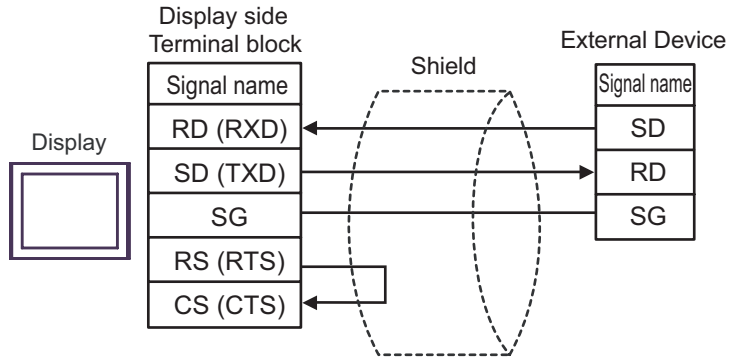 Display side
Terminal block
External Device
Shield
Signal name
Signal name
RD (RXD)
SD
Display
SD (TXD)
RD
SG
SG
RS (RTS)
CS (CTS)